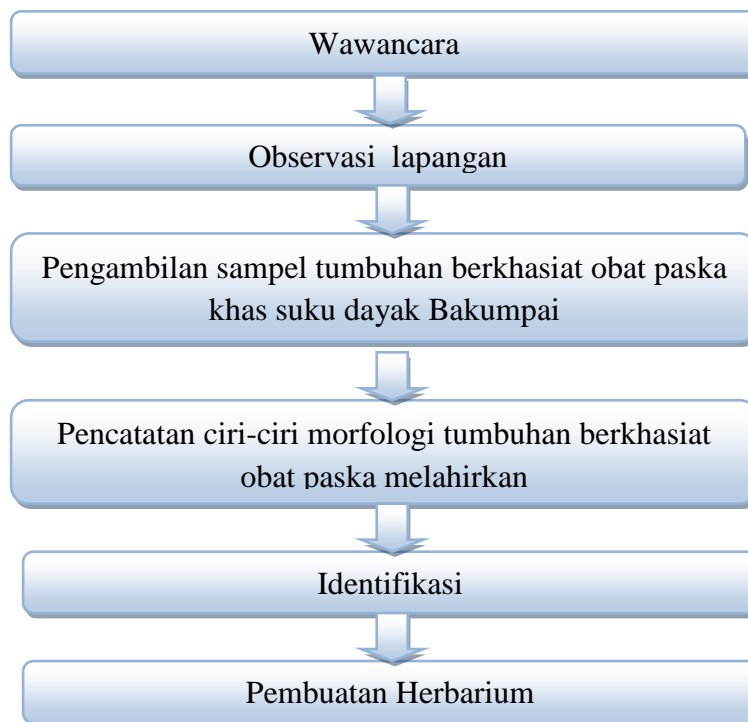 Wawancara
Observasi lapangan
Pengambilan sampel tumbuhan berkhasiat obat paska
khas suku dayak Bakumpai
Pencatatan ciri-ciri morfologi tumbuhan berkhasiat
obat paska melahirkan
Identifikasi
Pembuatan Herbarium